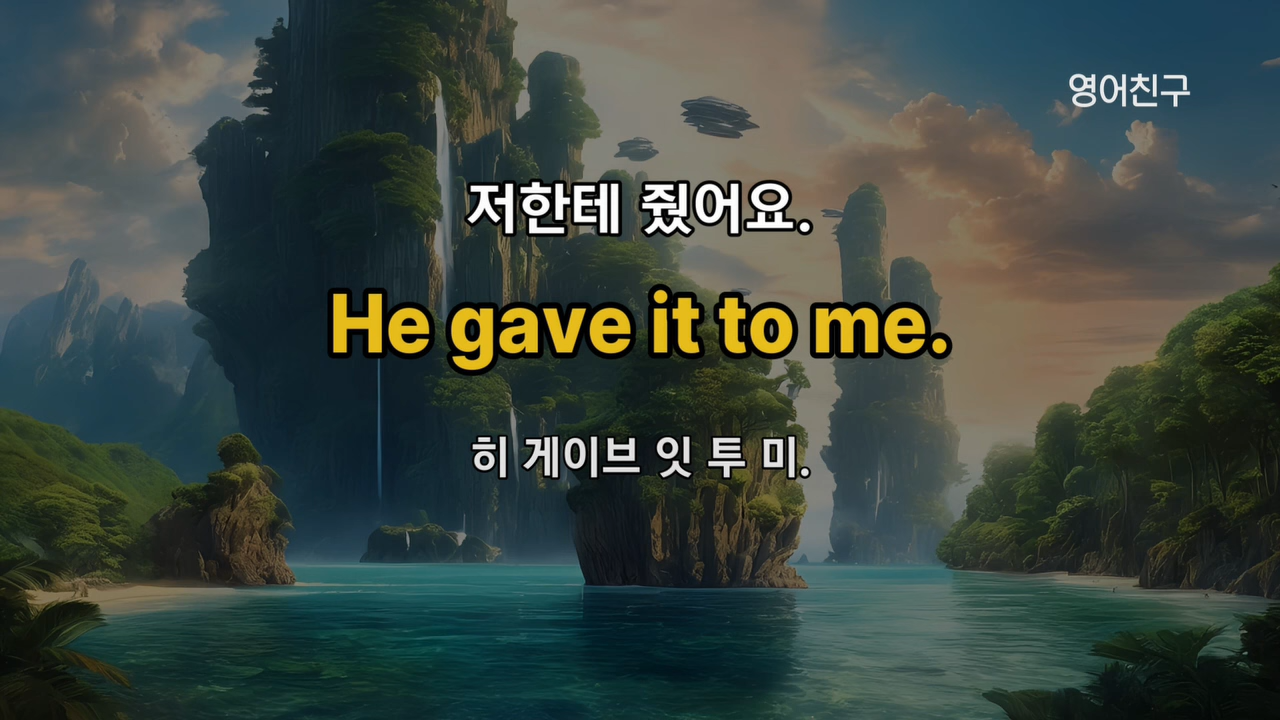 영어친구
저한테 줬어요.
He gave it to me.
히 게이브 잇 투 미.